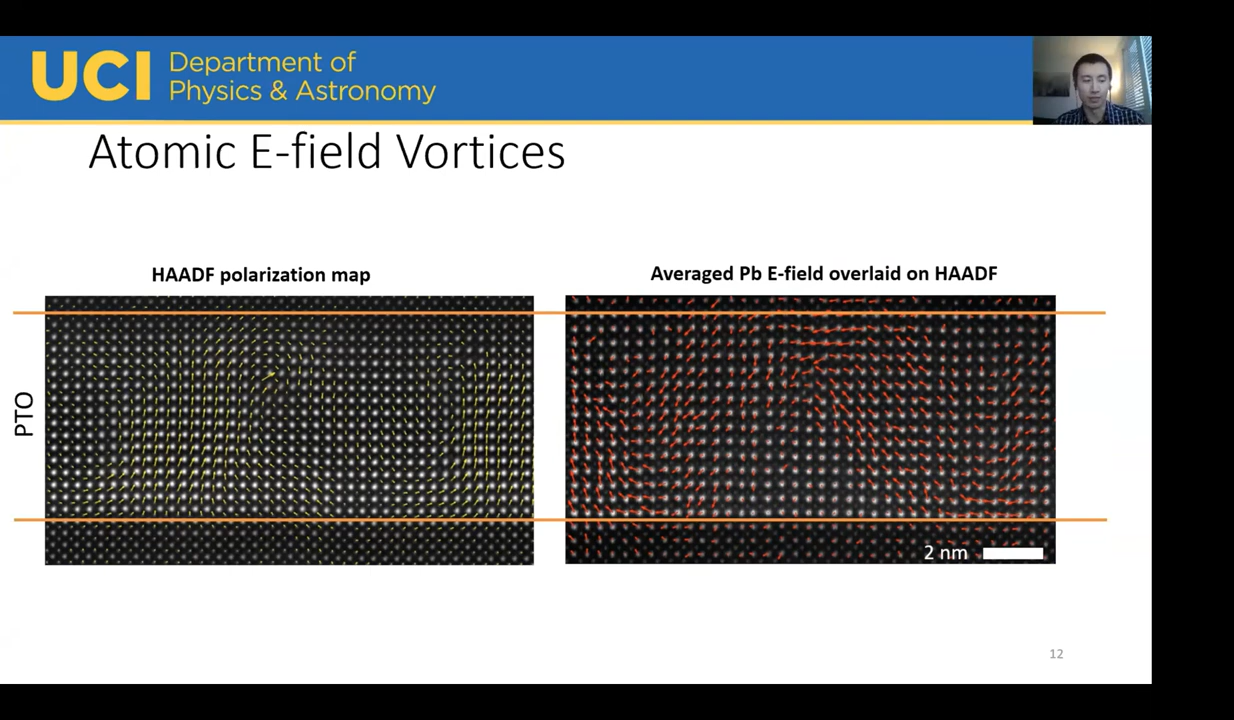 UCI
Department of
Physics & Astronomy
Atomic E-field Vortices
HAADF polarization map
Averaged Pb E-field overlaid on HAADF
PTO
2 nm
12